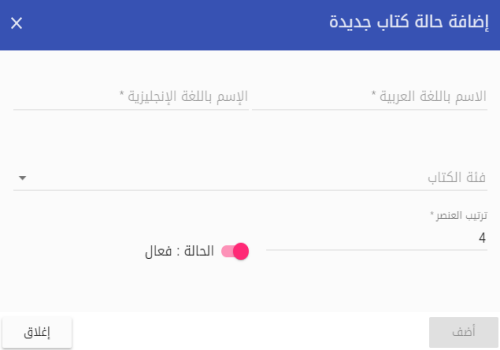 إضافة حالة كتاب جديدة
الاسم باللغة العربية *
الإسم باللغة الإنجليزية *
فئة الكتاب
ترتيب العنصر *
4
الحالة : فعال
أضف
إغلاق